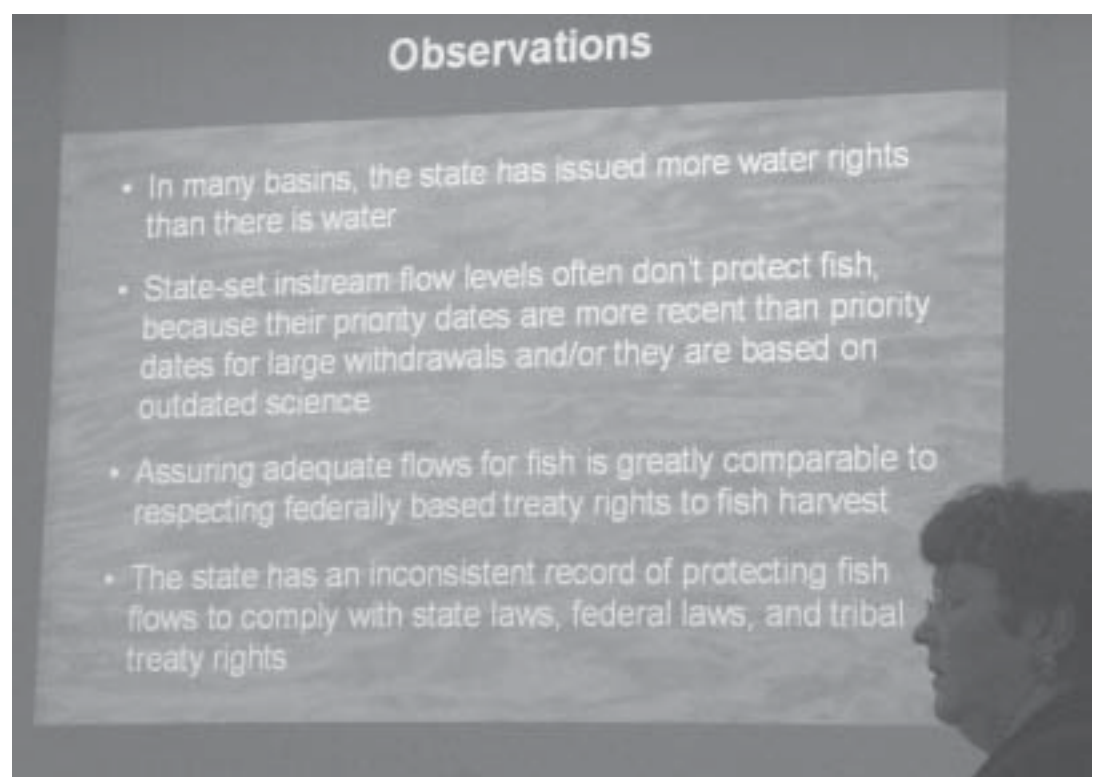 Observations
• In many basins, the state has issued more water rights
than there is water
• State-set instream flow levels often don't protect fish,
because their priority dates are more recent than priority
dates for large withdrawals and/or they are based on
outdated science
• Assuring adequate flows for fish is greatly comparable to
respecting federally based treaty rights to fish harvest
• The state has an inconsistent record of protecting fish
flows to comply with state laws, federal laws, and tribal
treaty rights